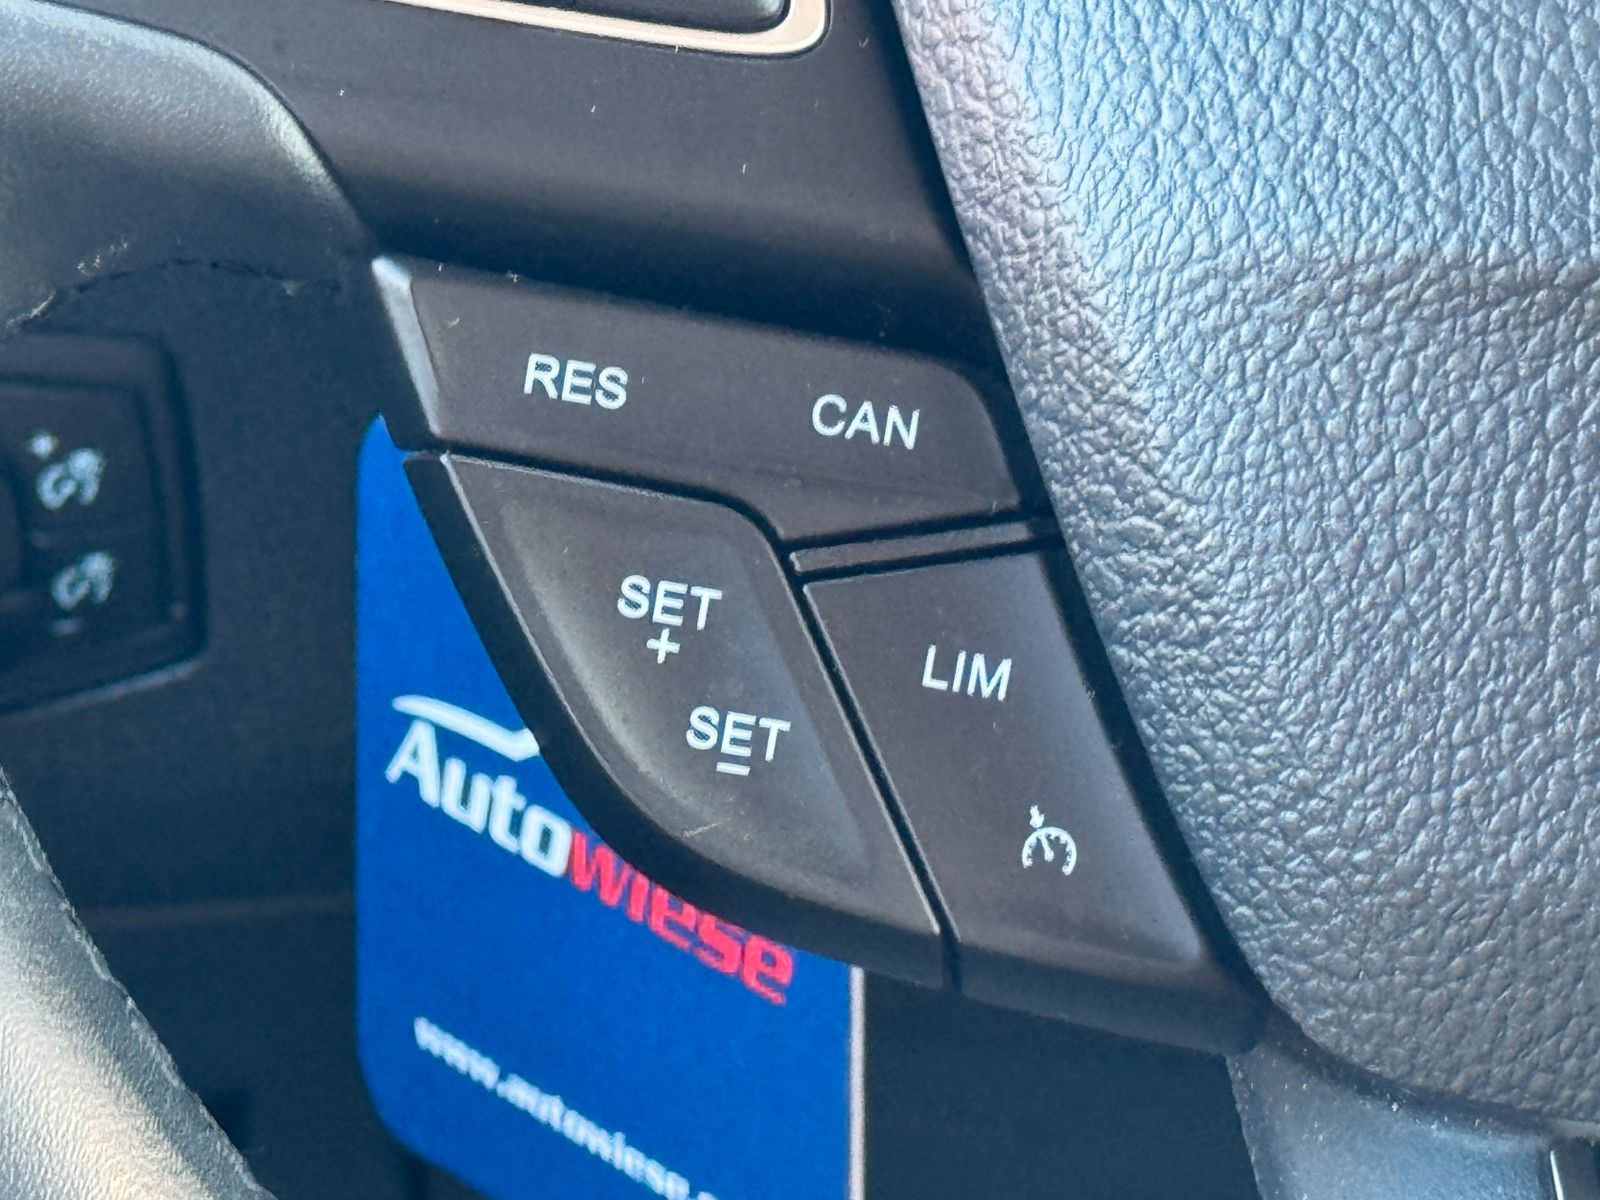 RES CAN
SET
+
LIM
SET
–
Autowiese
www.autowiese.